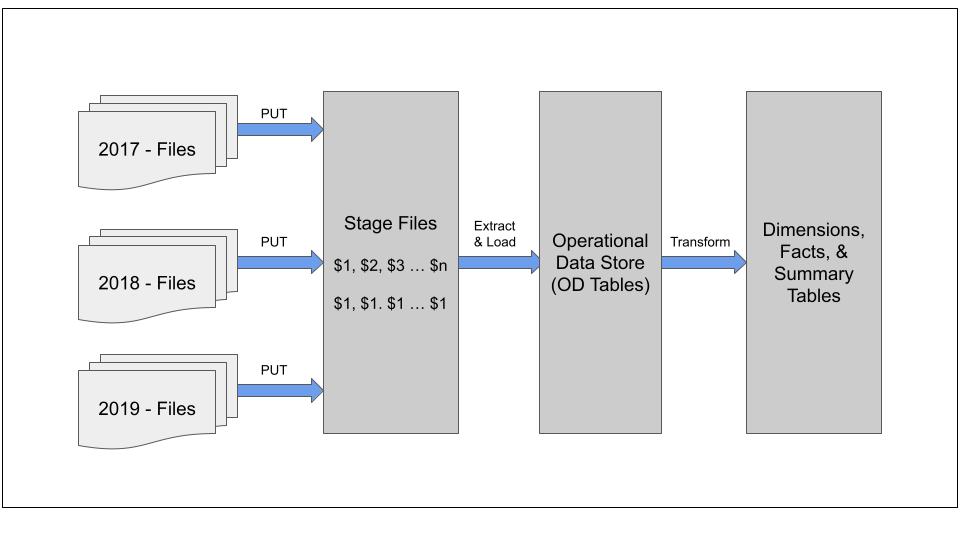 2017 - Files
PUT
2018 - Files
PUT
2019 - Files
PUT
Stage Files
$1, $2, $3 … $n
$1, $1. $1 … $1
Extract
& Load
Operational
Data Store
(OD Tables)
Transform
Dimensions,
Facts, &
Summary
Tables